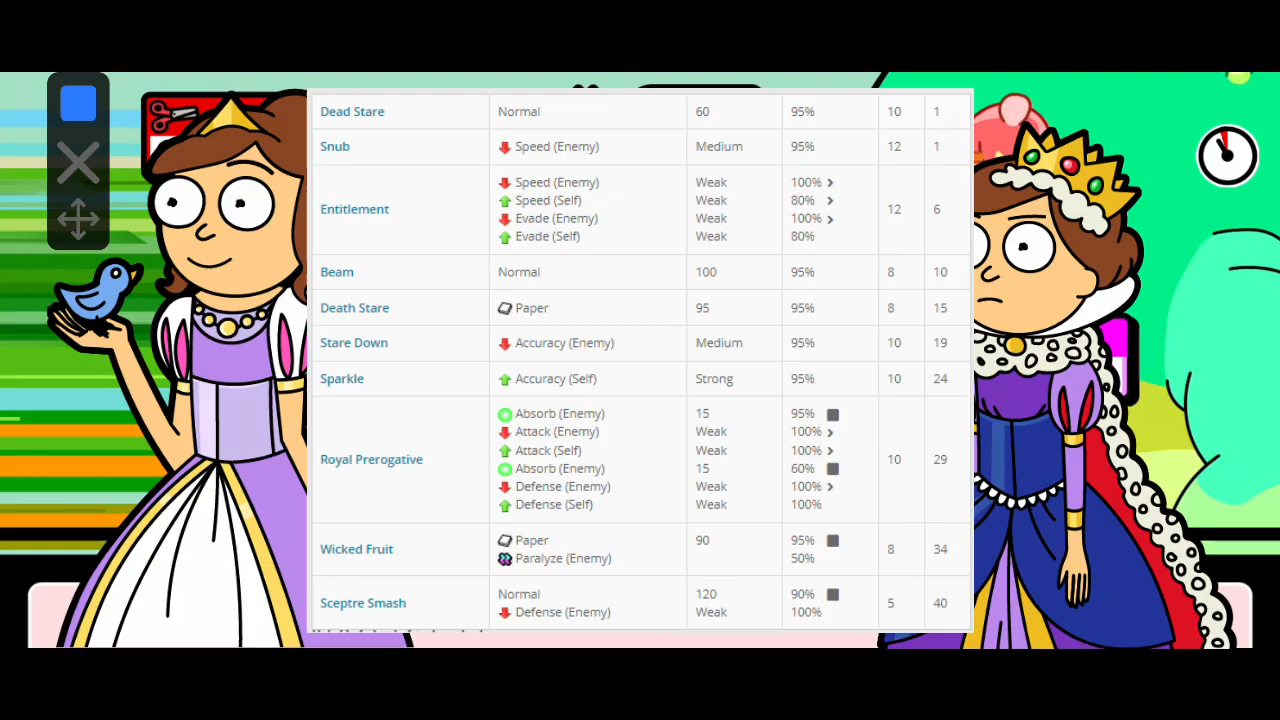 Dead Stare Normal 60 95% 10 1
Snub Speed (Enemy) Medium 95% 12 1
Speed (Enemy) Weak 100%
Speed (Self) Weak 80%
Entitlement 12 6
Evade (Enemy) Weak 100%
Evade (Self) Weak 80%
Beam Normal 100 95% 8 10
Death Stare Paper 95 95% 8 15
Stare Down Accuracy (Enemy) Medium 95% 10 19
Sparkle Accuracy (Self) Strong 95% 10 24
Absorb (Enemy) 15 95%
Attack (Enemy) Weak 100%
Attack (Self) Weak 100%
Royal Prerogative 10 29
Absorb (Enemy) 15 60%
Defense (Enemy) Weak 100%
Defense (Self) Weak 100%
Paper 90 95%
Wicked Fruit 8 34
Paralyze (Enemy) 50%
Normal 120 90%
Sceptre Smash 5 40
Defense (Enemy) Weak 100%